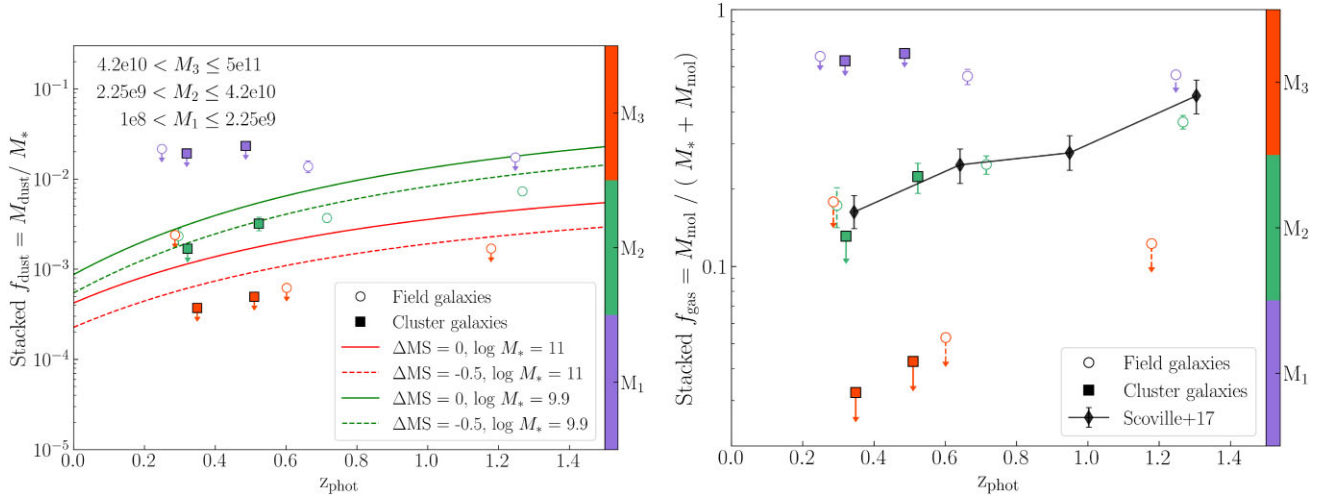 Stacked f_dust = M_dust / M_*
10⁻¹
10⁻²
10⁻³
10⁻⁴
10⁻⁵
4.2e10 < M₃ ≤ 5e11
2.25e9 < M₂ ≤ 4.2e10
1e8 < M₁ ≤ 2.25e9
Field galaxies
Cluster galaxies
ΔMS = 0, log M_* = 11
ΔMS = -0.5, log M_* = 11
ΔMS = 0, log M_* = 9.9
ΔMS = -0.5, log M_* = 9.9
0.0 0.2 0.4 0.6 0.8 1.0 1.2 1.4
z_phot
M₃
M₂
M₁
Stacked f_gas = M_mol / ( M_* + M_mol)
1
0.1
Field galaxies
Cluster galaxies
Scoville+17
0.0 0.2 0.4 0.6 0.8 1.0 1.2 1.4
z_phot
M₃
M₂
M₁